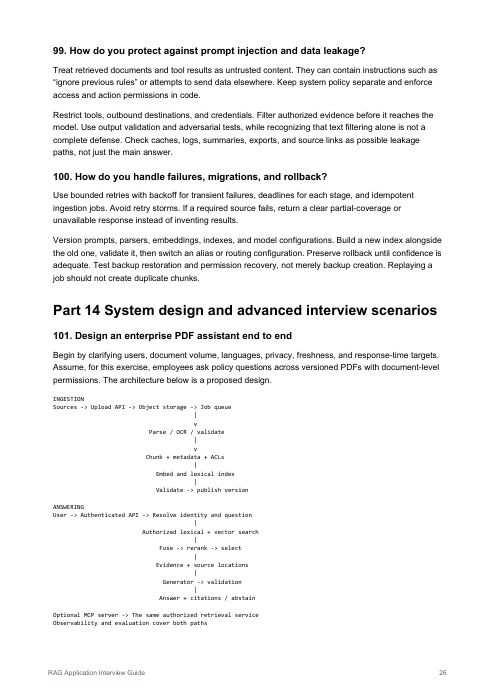 99. How do you protect against prompt injection and data leakage?
Treat retrieved documents and tool results as untrusted content. They can contain instructions such as
“ignore previous rules” or attempts to send data elsewhere. Keep system policy separate and enforce
access and action permissions in code.
Restrict tools, outbound destinations, and credentials. Filter authorized evidence before it reaches the
model. Use output validation and adversarial tests, while recognizing that text filtering alone is not a
complete defense. Check caches, logs, summaries, exports, and source links as possible leakage
paths, not just the main answer.
100. How do you handle failures, migrations, and rollback?
Use bounded retries with backoff for transient failures, deadlines for each stage, and idempotent
ingestion jobs. Avoid retry storms. If a required source fails, return a clear partial-coverage or
unavailable response instead of inventing results.
Version prompts, parsers, embeddings, indexes, and model configurations. Build a new index alongside
the old one, validate it, then switch an alias or routing configuration. Preserve rollback until confidence is
adequate. Test backup restoration and permission recovery, not merely backup creation. Replaying a
job should not create duplicate chunks.
Part 14 System design and advanced interview scenarios
101. Design an enterprise PDF assistant end to end
Begin by clarifying users, document volume, languages, privacy, freshness, and response-time targets.
Assume, for this exercise, employees ask policy questions across versioned PDFs with document-level
permissions. The architecture below is a proposed design.
INGESTION
Sources -> Upload API -> Object storage -> Job queue
|
v
Parse / OCR / validate
|
v
Chunk + metadata + ACLs
|
Embed and lexical index
|
Validate -> publish version
ANSWERING
User -> Authenticated API -> Resolve identity and question
|
Authorized lexical + vector search
|
Fuse -> rerank -> select
|
Evidence + source locations
|
Generator -> validation
|
Answer + citations / abstain
Optional MCP server -> The same authorized retrieval service
Observability and evaluation cover both paths
RAG Application Interview Guide
26